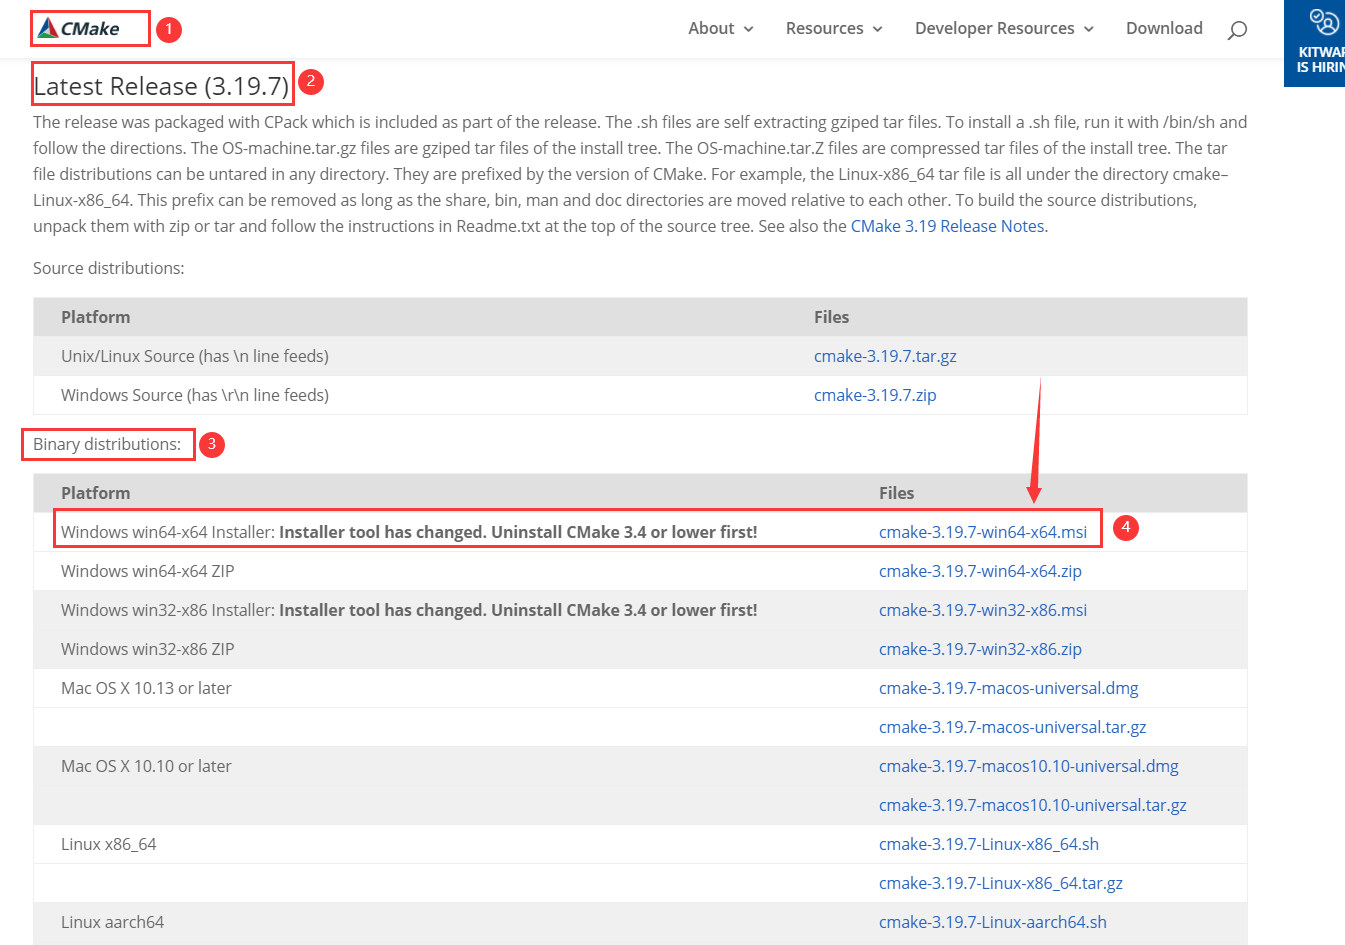 CMake
1
About
Resources
Developer Resources
Download
KITWAR
IS HIRIN
Latest Release (3.19.7)
2
The release was packaged with CPack which is included as part of the release. The .sh files are self extracting gziped tar files. To install a .sh file, run it with /bin/sh and
follow the directions. The OS-machine.tar.gz files are gziped tar files of the install tree. The OS-machine.tar.Z files are compressed tar files of the install tree. The tar
file distributions can be untared in any directory. They are prefixed by the version of CMake. For example, the Linux-x86_64 tar file is all under the directory cmake–
Linux-x86_64. This prefix can be removed as long as the share, bin, man and doc directories are moved relative to each other. To build the source distributions,
unpack them with zip or tar and follow the instructions in Readme.txt at the top of the source tree. See also the CMake 3.19 Release Notes.
Source distributions:
Platform Files
Unix/Linux Source (has \n line feeds) cmake-3.19.7.tar.gz
Windows Source (has \r\n line feeds) cmake-3.19.7.zip
Binary distributions:
3
Platform Files
Windows win64-x64 Installer: Installer tool has changed. Uninstall CMake 3.4 or lower first! cmake-3.19.7-win64-x64.msi
4
Windows win64-x64 ZIP cmake-3.19.7-win64-x64.zip
Windows win32-x86 Installer: Installer tool has changed. Uninstall CMake 3.4 or lower first! cmake-3.19.7-win32-x86.msi
Windows win32-x86 ZIP cmake-3.19.7-win32-x86.zip
Mac OS X 10.13 or later cmake-3.19.7-macos-universal.dmg
cmake-3.19.7-macos-universal.tar.gz
Mac OS X 10.10 or later cmake-3.19.7-macos10.10-universal.dmg
cmake-3.19.7-macos10.10-universal.tar.gz
Linux x86_64 cmake-3.19.7-Linux-x86_64.sh
cmake-3.19.7-Linux-x86_64.tar.gz
Linux aarch64 cmake-3.19.7-Linux-aarch64.sh